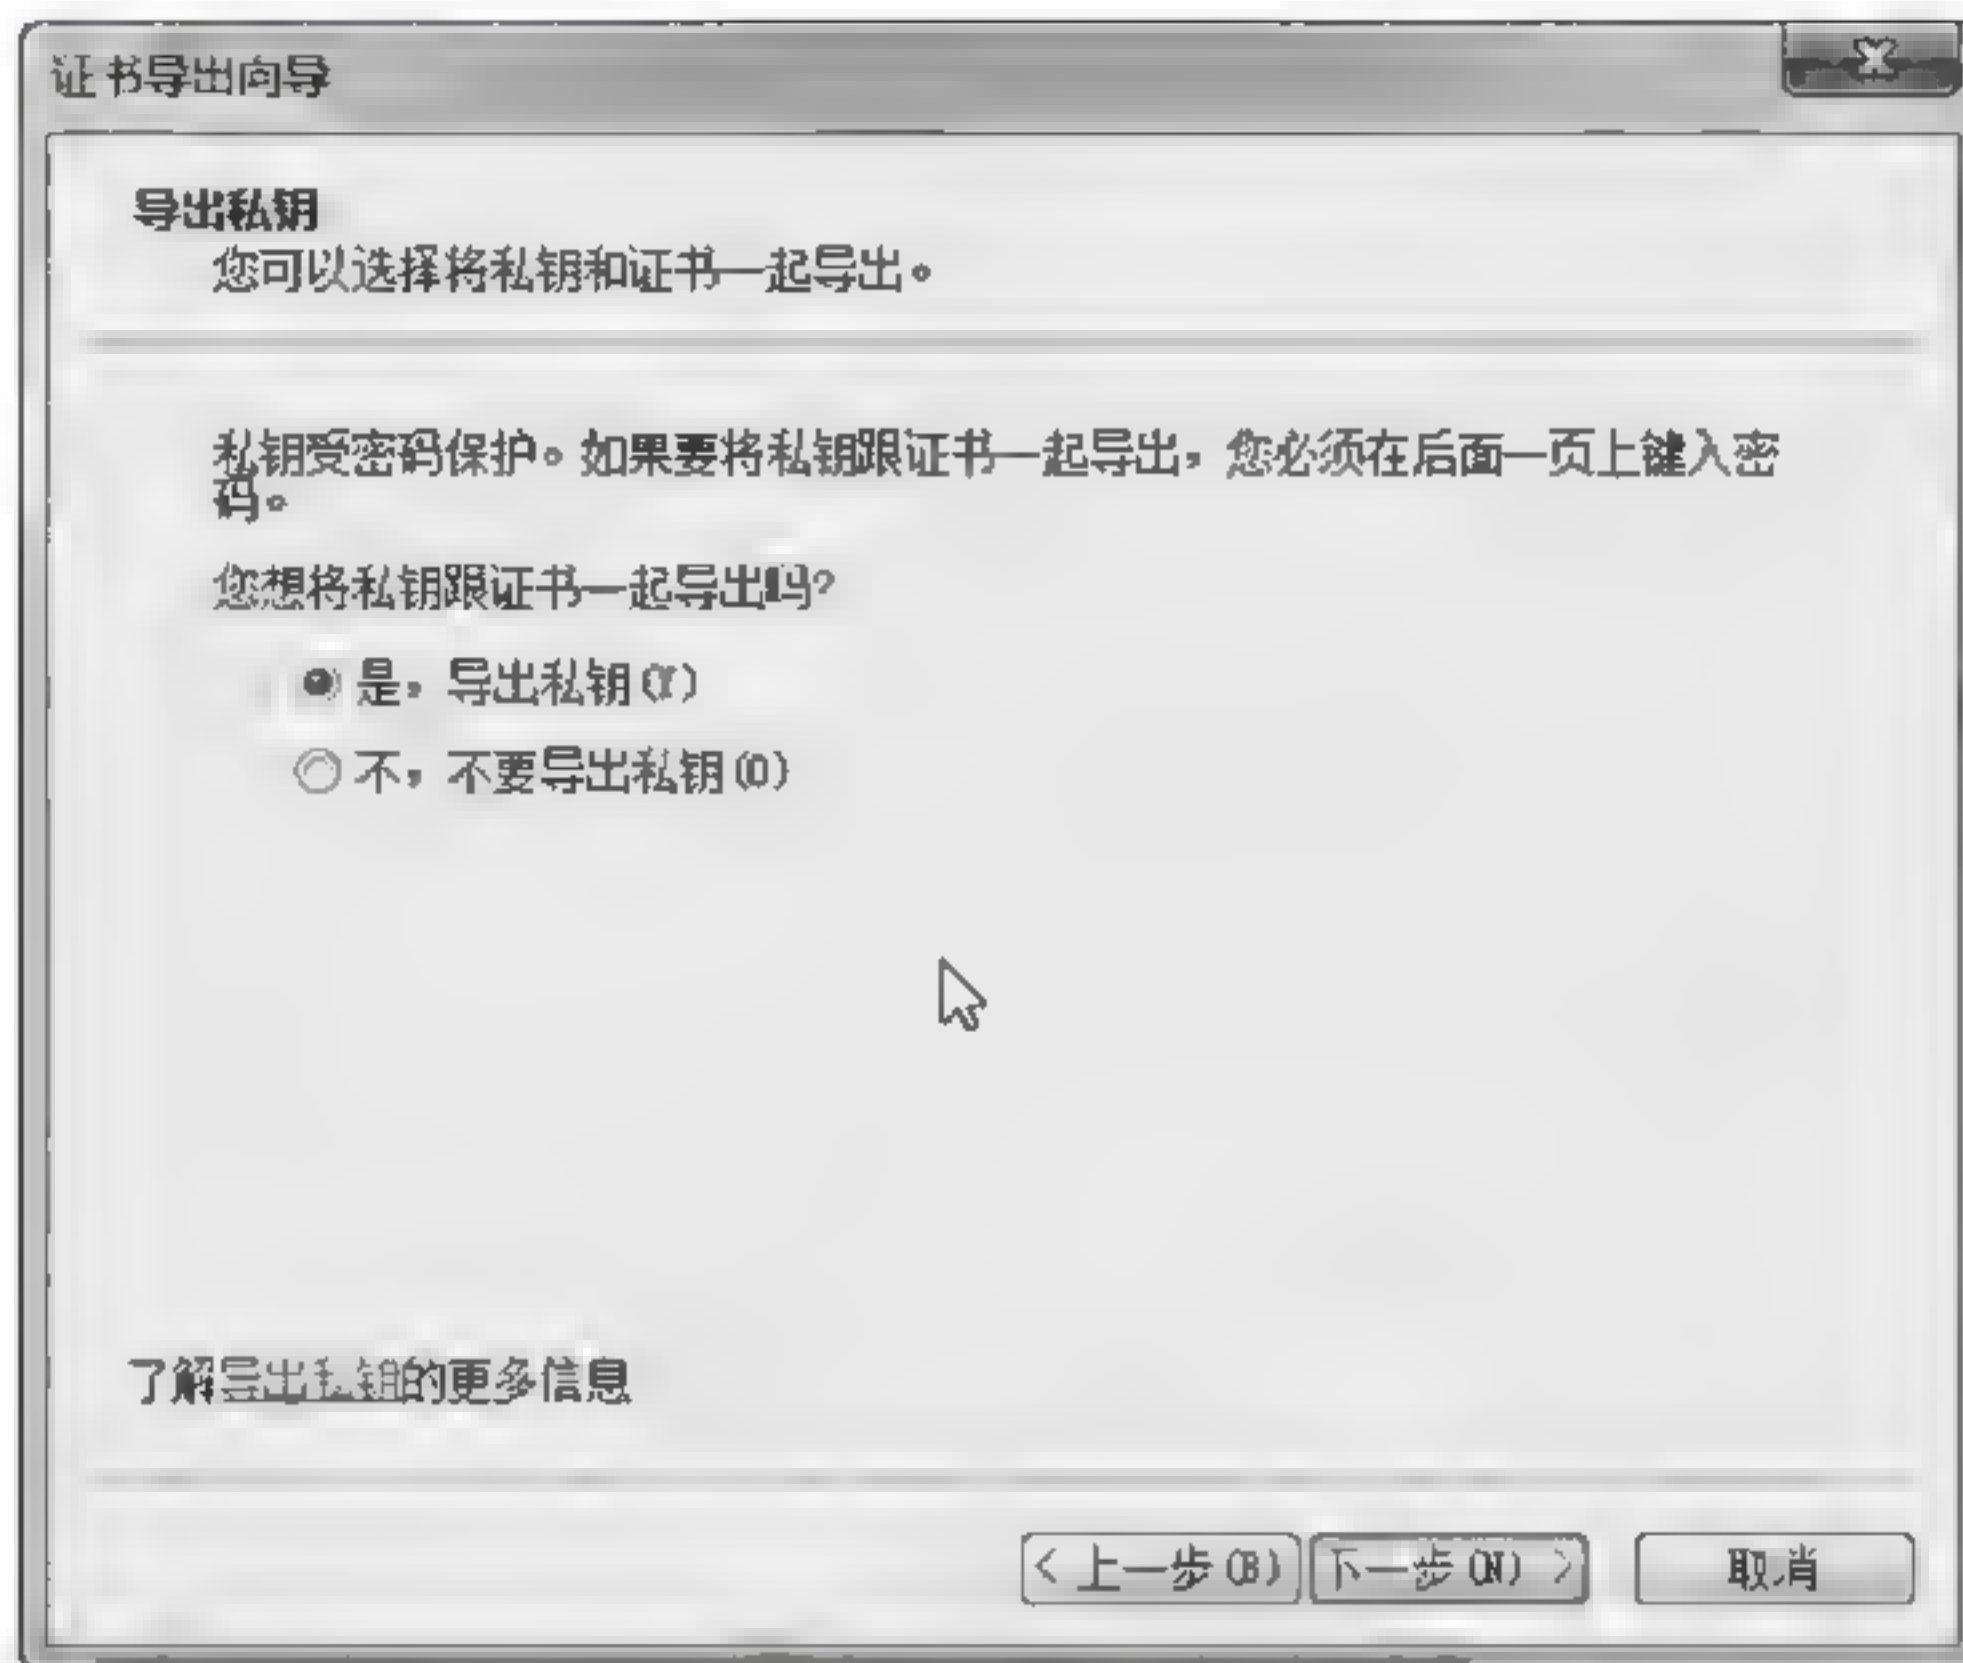 证书导出向导
导出私钥
您可以选择将私钥和证书一起导出。
私钥受密码保护。如果要将私钥跟证书一起导出，您必须在后面一页上键入密
码。
您想将私钥跟证书一起导出吗?
是，导出私钥(Y)
不，不要导出私钥(O)
了解导出私钥的更多信息
< 上一步(B) 下一步(N) > 取消